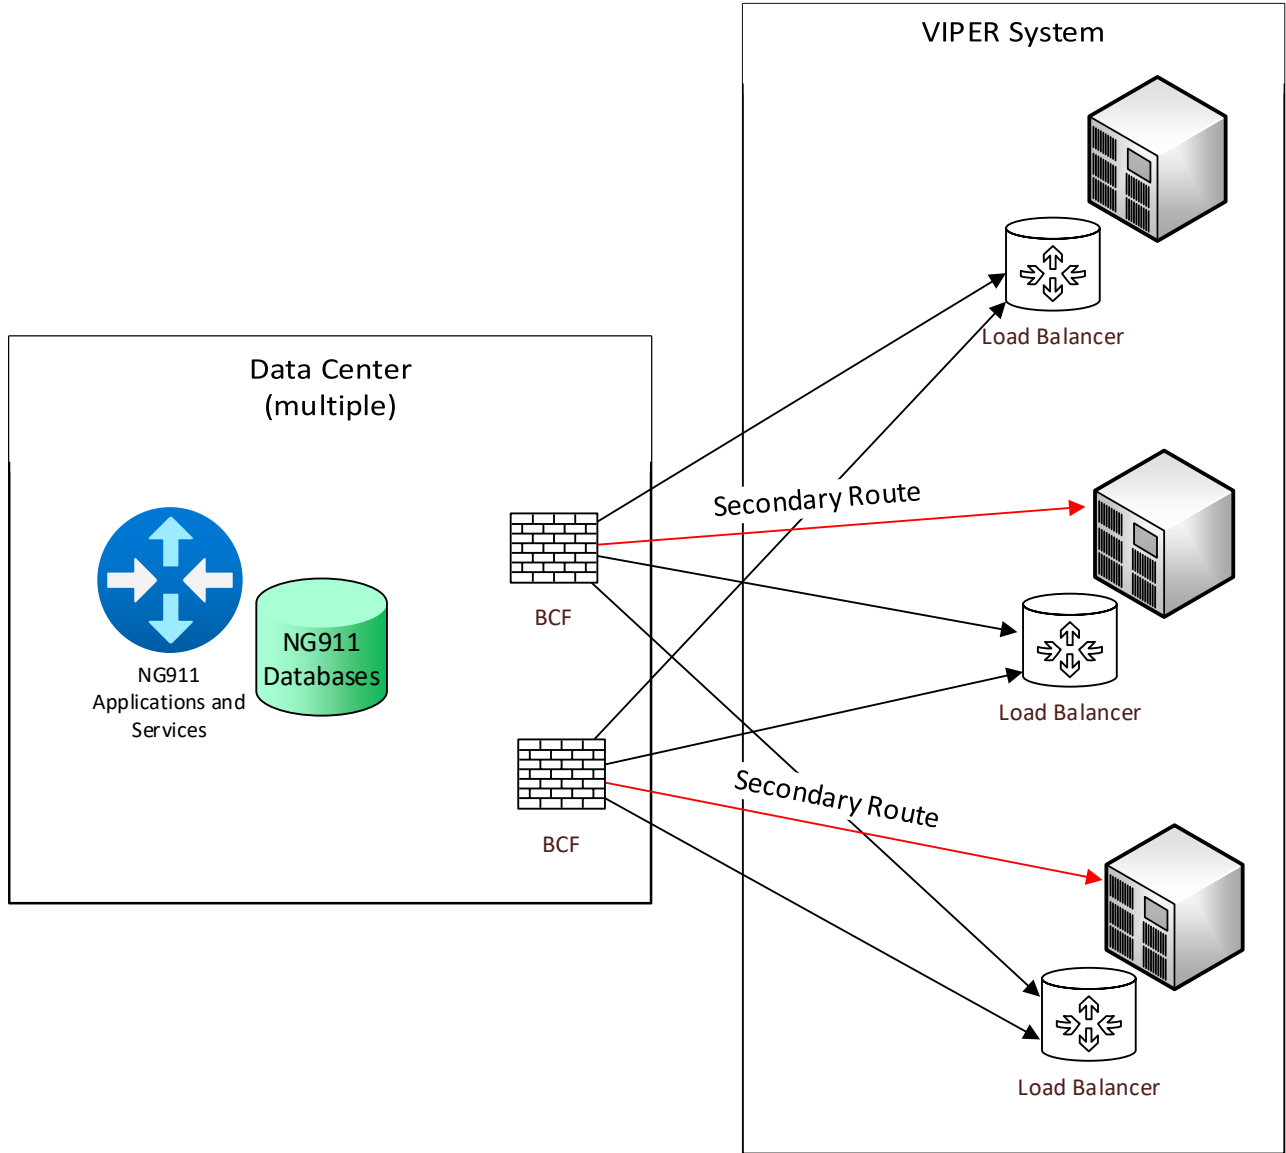 VIPER System
Load Balancer
Data Center
(multiple)
Secondary Route
NG911
Databases
NG911
Applications and
Services
BCF
Load Balancer
Secondary Route
BCF
Load Balancer